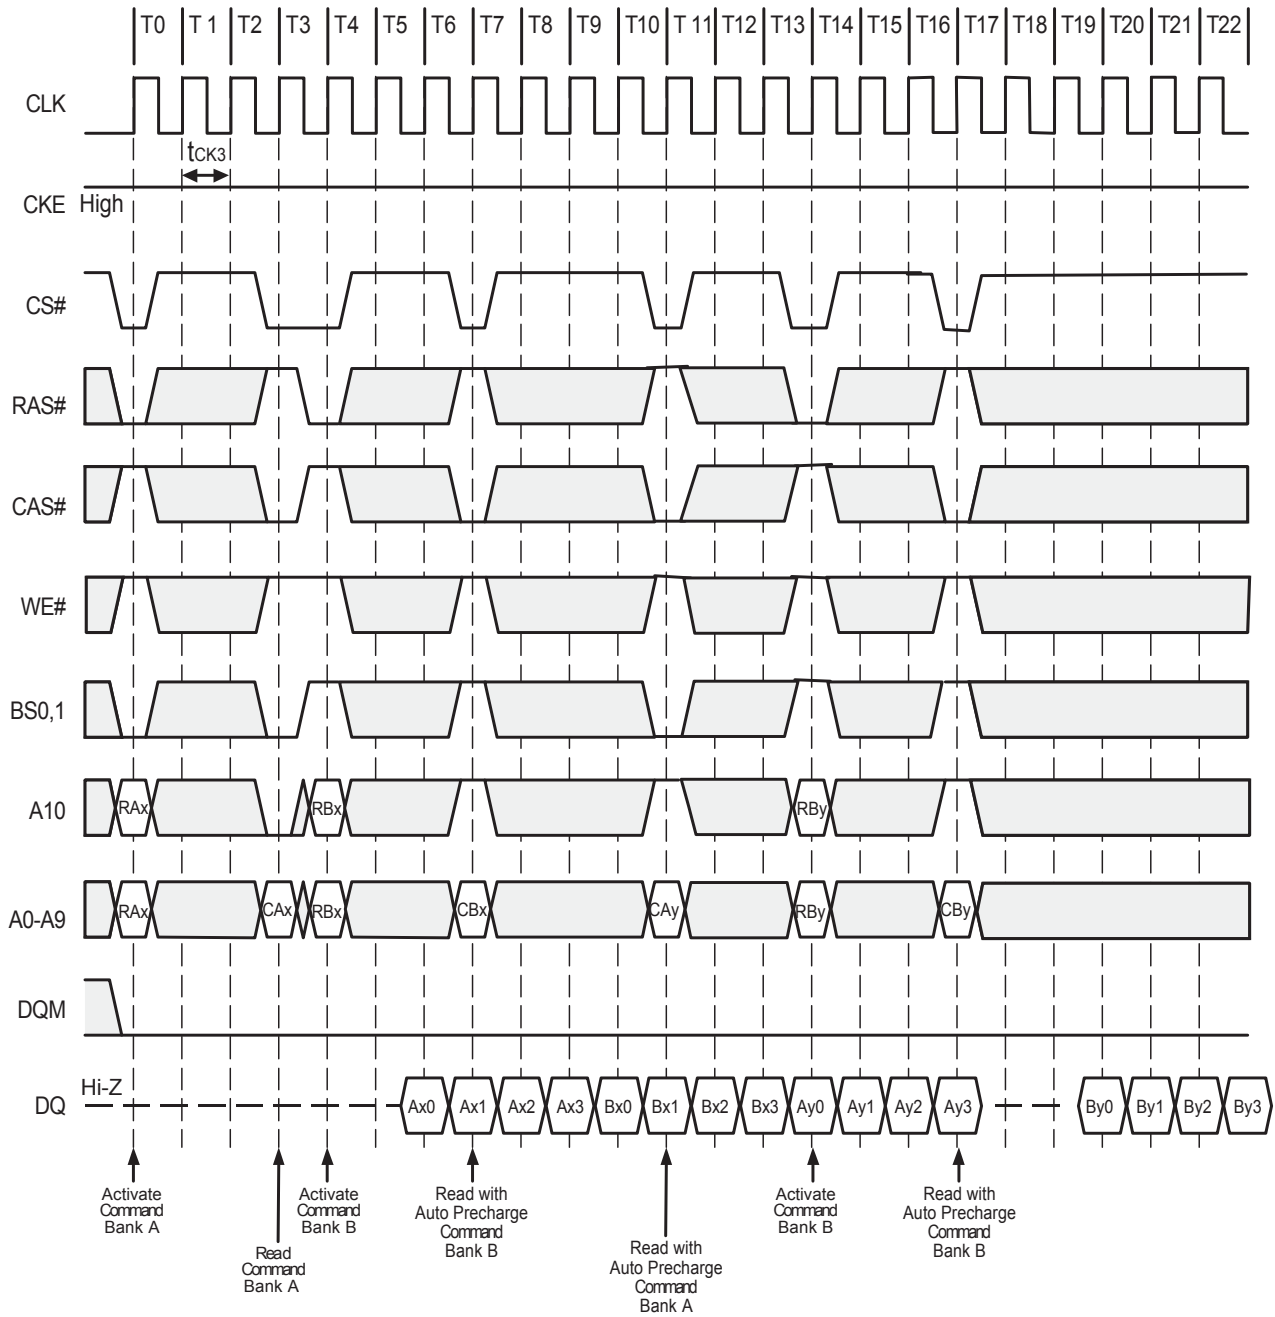 T0 T 1 T2 T3 T4 T5 T6 T7 T8 T9 T10 T 11 T12 T13 T14 T15 T16 T17 T18 T19 T20 T21 T22
CLK
tCK3
CKE High
CS#
RAS#
CAS#
WE#
BS0,1
A10 RAx RBx RBy
A0-A9 RAx CAx RBx CBx CAy RBy CBy
DQM
Hi-Z
DQ Ax0 Ax1 Ax2 Ax3 Bx0 Bx1 Bx2 Bx3 Ay0 Ay1 Ay2 Ay3 By0 By1 By2 By3
Activate
Command
Bank A
Read
Command
Bank A
Activate
Command
Bank B
Read with
Auto Precharge
Command
Bank B
Read with
Auto Precharge
Command
Bank A
Activate
Command
Bank B
Read with
Auto Precharge
Command
Bank B